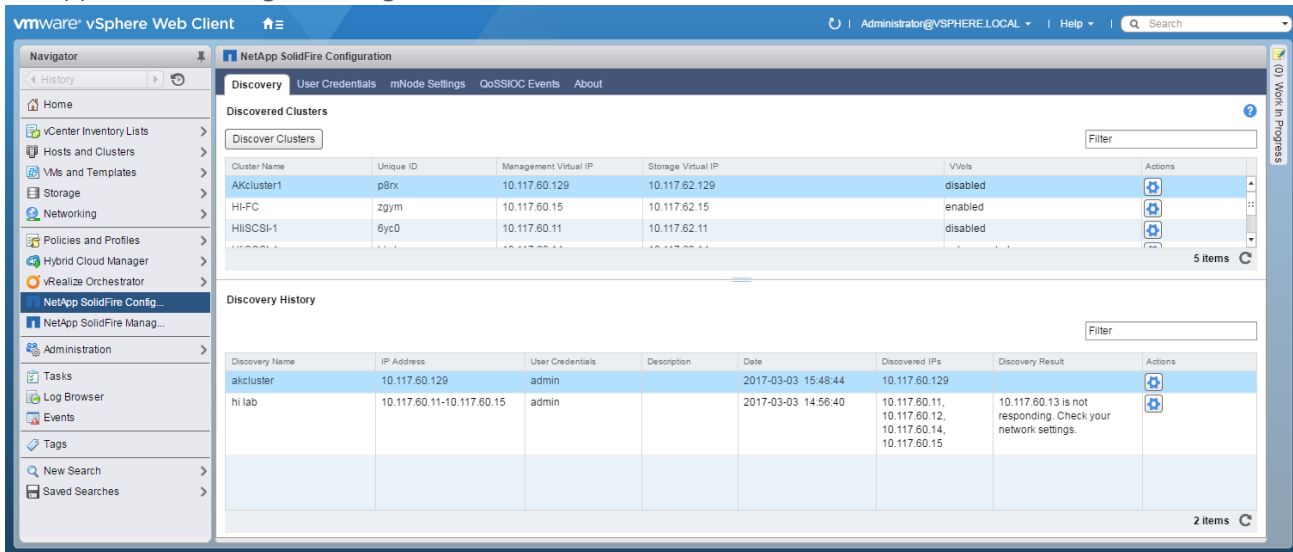 vmware® vSphere Web Client
Administrator@VSPHERE.LOCAL | Help | Search
Navigator
History
Home
vCenter Inventory Lists
Hosts and Clusters
VMs and Templates
Storage
Networking
Policies and Profiles
Hybrid Cloud Manager
vRealize Orchestrator
NetApp SolidFire Config...
NetApp SolidFire Manag...
Administration
Tasks
Log Browser
Events
Tags
New Search
Saved Searches
NetApp SolidFire Configuration
Discovery User Credentials mNode Settings QoSSIOC Events About
Discovered Clusters
Discover Clusters Filter
Cluster Name Unique ID Management Virtual IP Storage Virtual IP VVols Actions
AKcluster1 p8rx 10.117.60.129 10.117.62.129 disabled
HI-FC zgym 10.117.60.15 10.117.62.15 enabled
HIiSCSI-1 6yc0 10.117.60.11 10.117.62.11 disabled
5 items
Discovery History
Filter
Discovery Name IP Address User Credentials Description Date Discovered IPs Discovery Result Actions
akcluster 10.117.60.129 admin 2017-03-03 15:48:44 10.117.60.129
hi lab 10.117.60.11-10.117.60.15 admin 2017-03-03 14:56:40 10.117.60.11, 10.117.60.13 is not
10.117.60.12, responding. Check your
10.117.60.14, network settings.
10.117.60.15
2 items
(0) Work In Progress